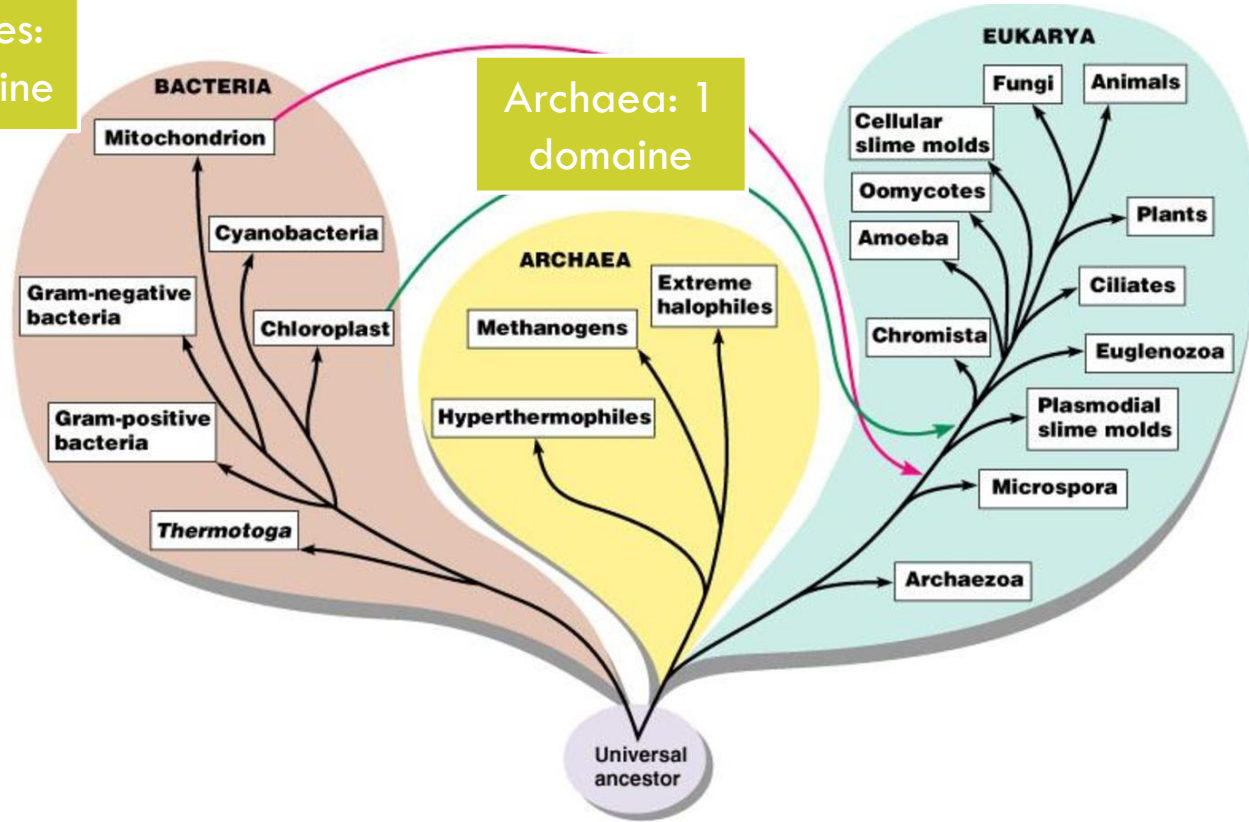 es:
ine
BACTERIA
Mitochondrion
Cyanobacteria
Gram-negative
bacteria
Chloroplast
Gram-positive
bacteria
Thermotoga
Archaea: 1
domaine
ARCHAEA
Extreme
halophiles
Methanogens
Hyperthermophiles
EUKARYA
Fungi
Animals
Cellular
slime molds
Oomycotes
Plants
Amoeba
Ciliates
Chromista
Euglenozoa
Plasmodial
slime molds
Microspora
Archaezoa
Universal
ancestor